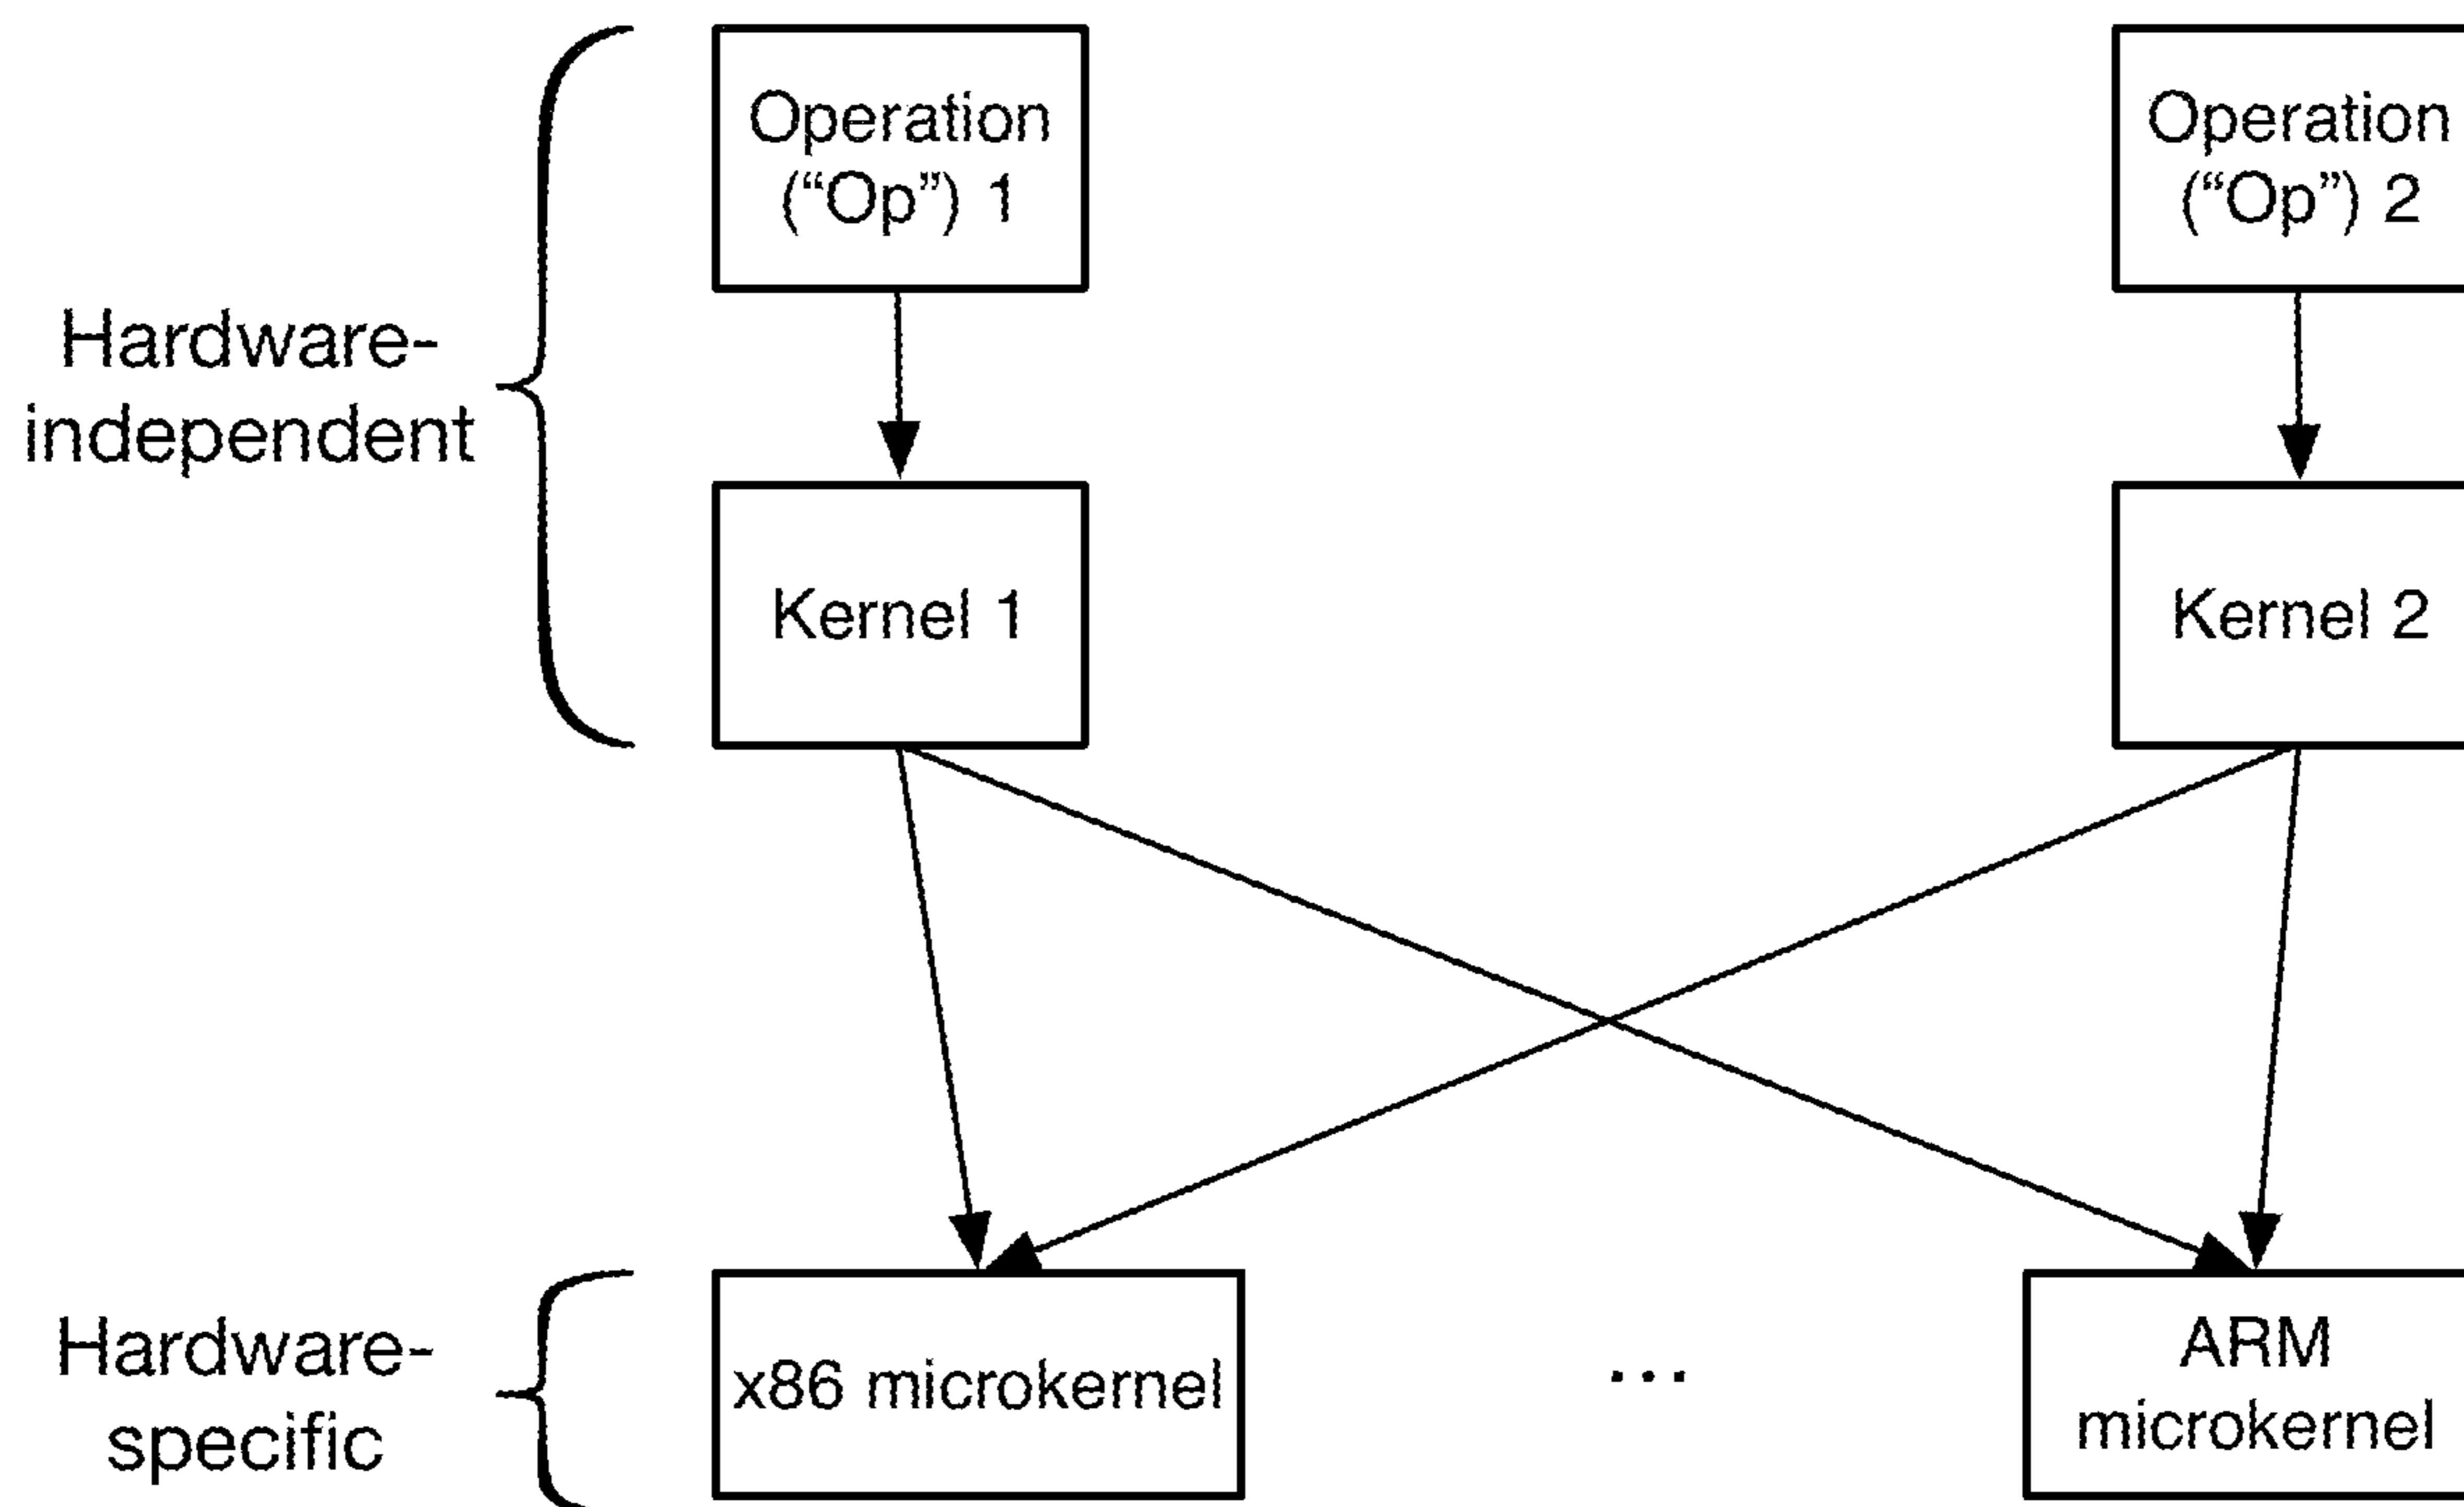 Operation
("Op") 1
Operation
("Op") 2
Hardware-
independent
Kernel 1
Kernel 2
Hardware-
specific
x86 microkernel
...
ARM
microkernel